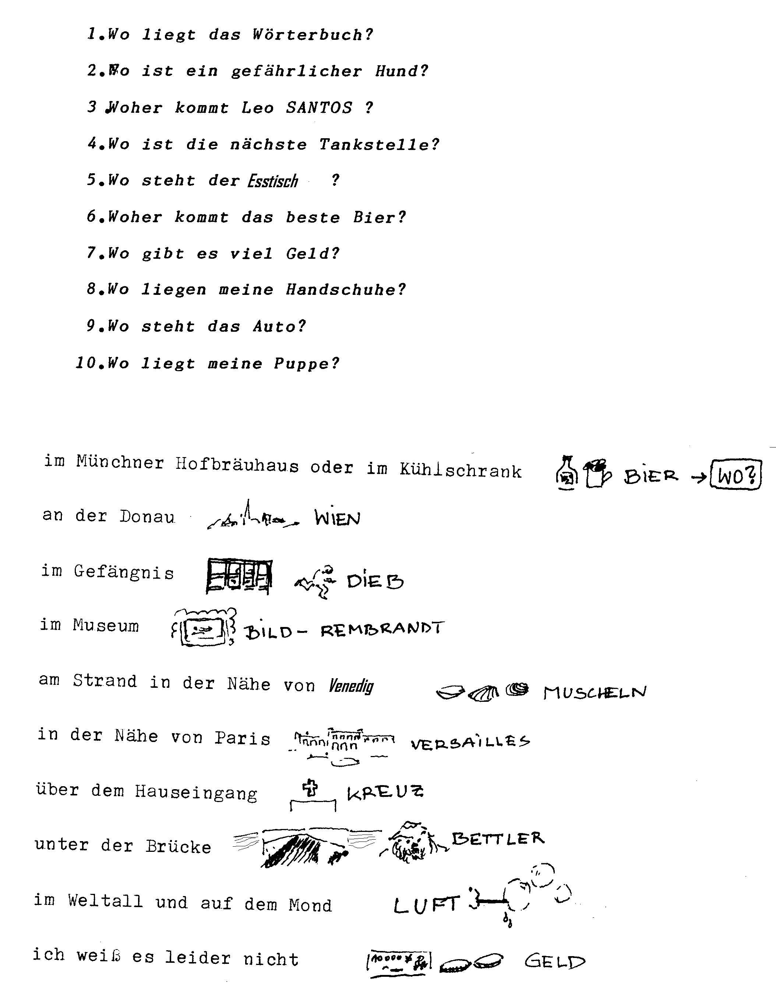 1.Wo liegt das Wörterbuch?
2.Wo ist ein gefährlicher Hund?
3.Woher kommt Leo SANTOS ?
4.Wo ist die nächste Tankstelle?
5.Wo steht der Esstisch ?
6.Woher kommt das beste Bier?
7.Wo gibt es viel Geld?
8.Wo liegen meine Handschuhe?
9.Wo steht das Auto?
10.Wo liegt meine Puppe?
im Münchner Hofbräuhaus oder im Kühlschrank BIER → WO?
an der Donau WIEN
im Gefängnis DIEB
im Museum BILD - REMBRANDT
am Strand in der Nähe von Venedig MUSCHELN
in der Nähe von Paris VERSAILLES
über dem Hauseingang KREUZ
unter der Brücke BETTLER
im Weltall und auf dem Mond LUFT
ich weiß es leider nicht 10000 ¥ GELD